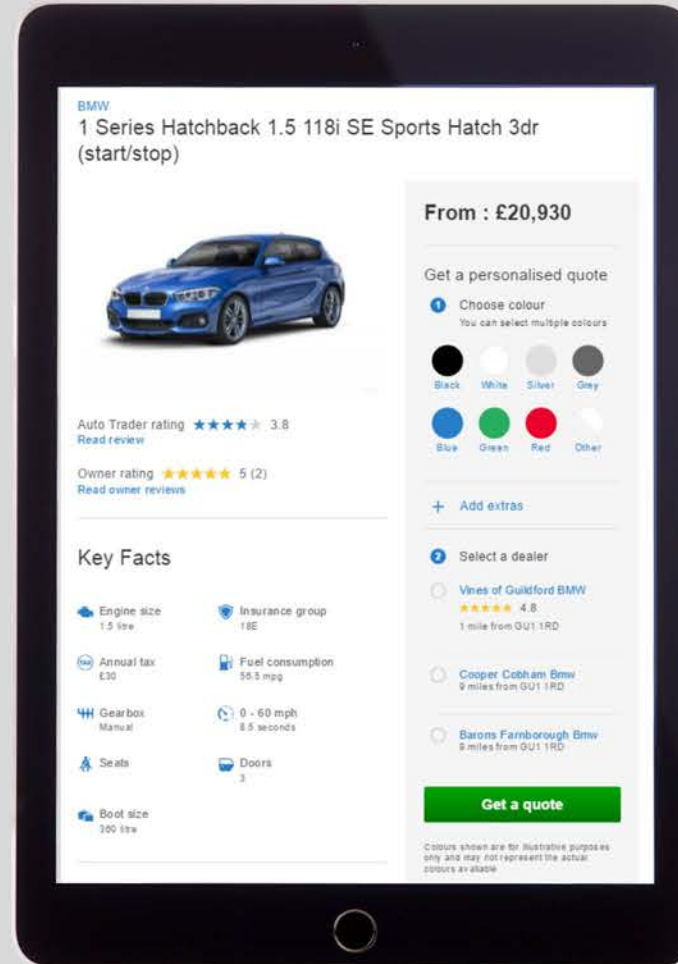 BMW
1 Series Hatchback 1.5 118i SE Sports Hatch 3dr
(start/stop)
From : £20,930
Get a personalised quote
1 Choose colour
You can select multiple colours
Black White Silver Grey
Blue Green Red Other
+ Add extras
2 Select a dealer
Vines of Guildford BMW
4.8
1 mile from GU1 1RD
Cooper Cobham Bmw
9 miles from GU1 1RD
Barons Farnborough Bmw
9 miles from GU1 1RD
Get a quote
Colours shown are for illustrative purposes
only and may not represent the actual
colours available
Auto Trader rating 3.8
Read review
Owner rating 5 (2)
Read owner reviews
Key Facts
Engine size
1.5 litre
Insurance group
18E
Annual tax
£30
Fuel consumption
56.5 mpg
Gearbox
Manual
0 - 60 mph
8.5 seconds
Seats
Doors
3
Boot size
360 litre